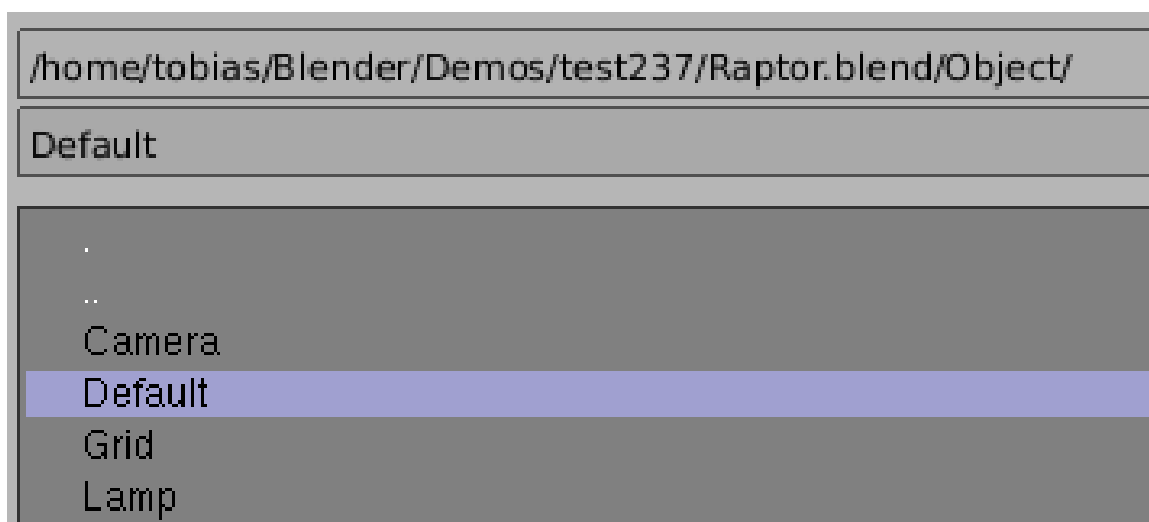 /home/tobias/Blender/Demos/test237/Raptor.blend/Object/
Default
.
..
Camera
Default
Grid
Lamp